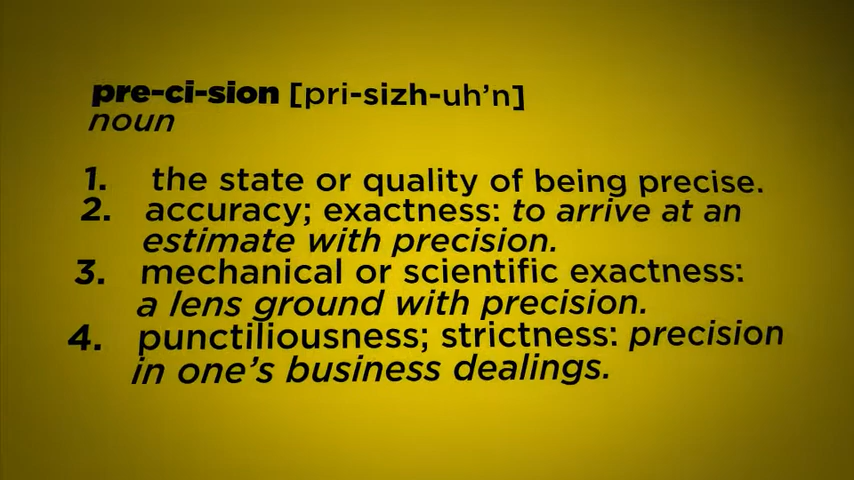 pre-ci-sion [pri-sizh-uh’n]
noun
1. the state or quality of being precise.
2. accuracy; exactness: to arrive at an
estimate with precision.
3. mechanical or scientific exactness:
a lens ground with precision.
4. punctiliousness; strictness: precision
in one’s business dealings.